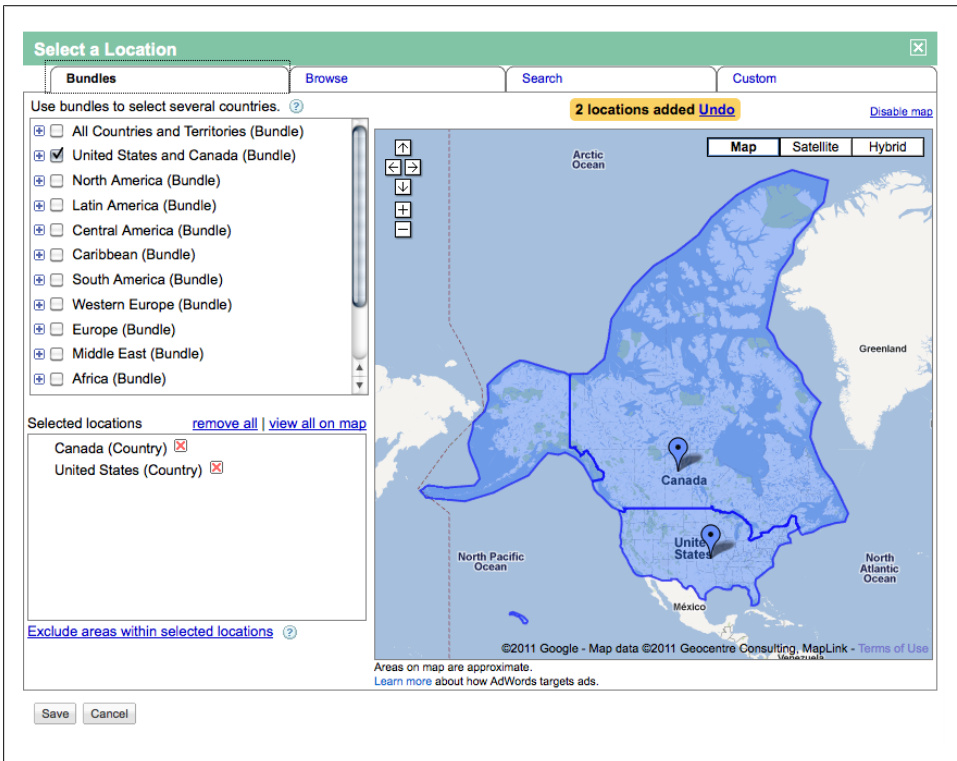 Select a Location
Bundles
Browse
Search
Custom
Use bundles to select several countries. ?
2 locations added Undo
Disable map
All Countries and Territories (Bundle)
United States and Canada (Bundle)
North America (Bundle)
Latin America (Bundle)
Central America (Bundle)
Caribbean (Bundle)
South America (Bundle)
Western Europe (Bundle)
Europe (Bundle)
Middle East (Bundle)
Africa (Bundle)
Selected locations
remove all | view all on map
Canada (Country)
United States (Country)
Exclude areas within selected locations ?
Map
Satellite
Hybrid
Arctic
Ocean
Greenland
Canada
United
States
North Pacific
Ocean
North
Atlantic
Ocean
México
©2011 Google - Map data ©2011 Geocentre Consulting, MapLink - Terms of Use
Venezuela
Areas on map are approximate.
Learn more about how AdWords targets ads.
Save
Cancel